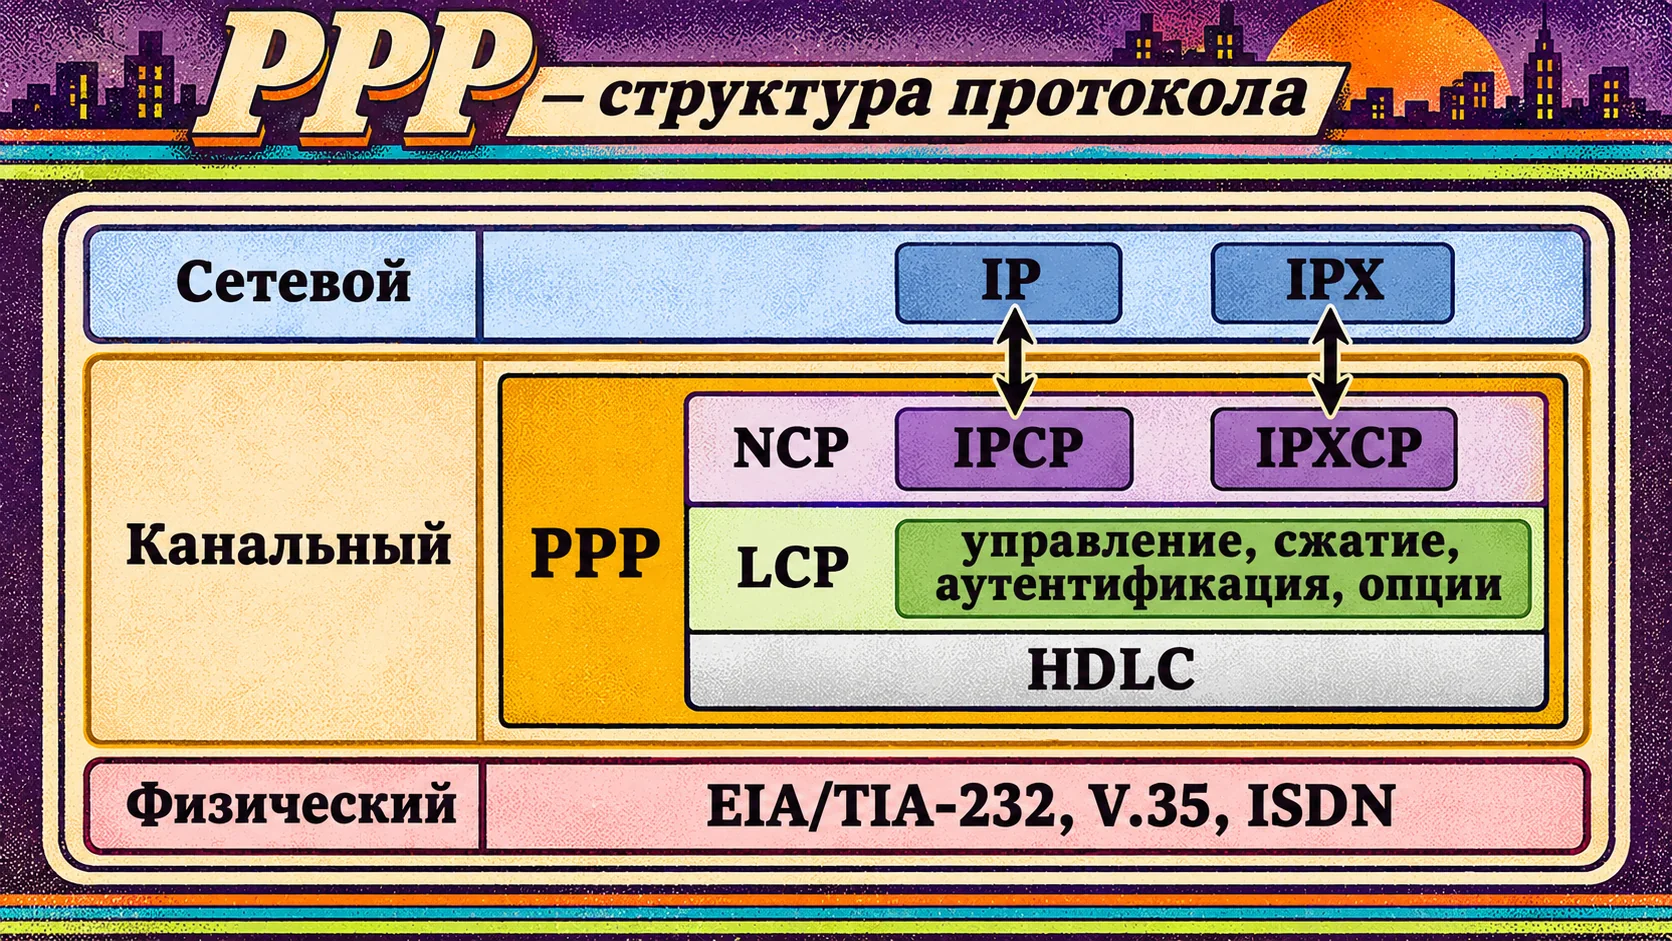 PPP – структура протокола
Сетевой
IP
IPX
Канальный
PPP
NCP
IPCP
IPXCP
LCP
управление, сжатие,
аутентификация, опции
HDLC
Физический
EIA/TIA-232, V.35, ISDN